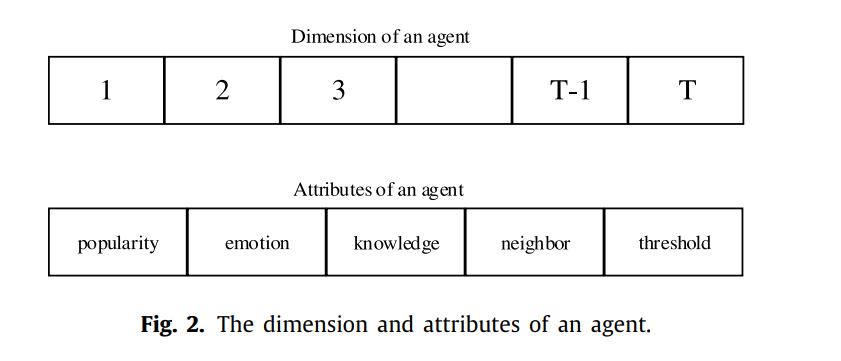 Dimension of an agent
1 2 3 T-1 T
Attributes of an agent
popularity emotion knowledge neighbor threshold
Fig. 2. The dimension and attributes of an agent.